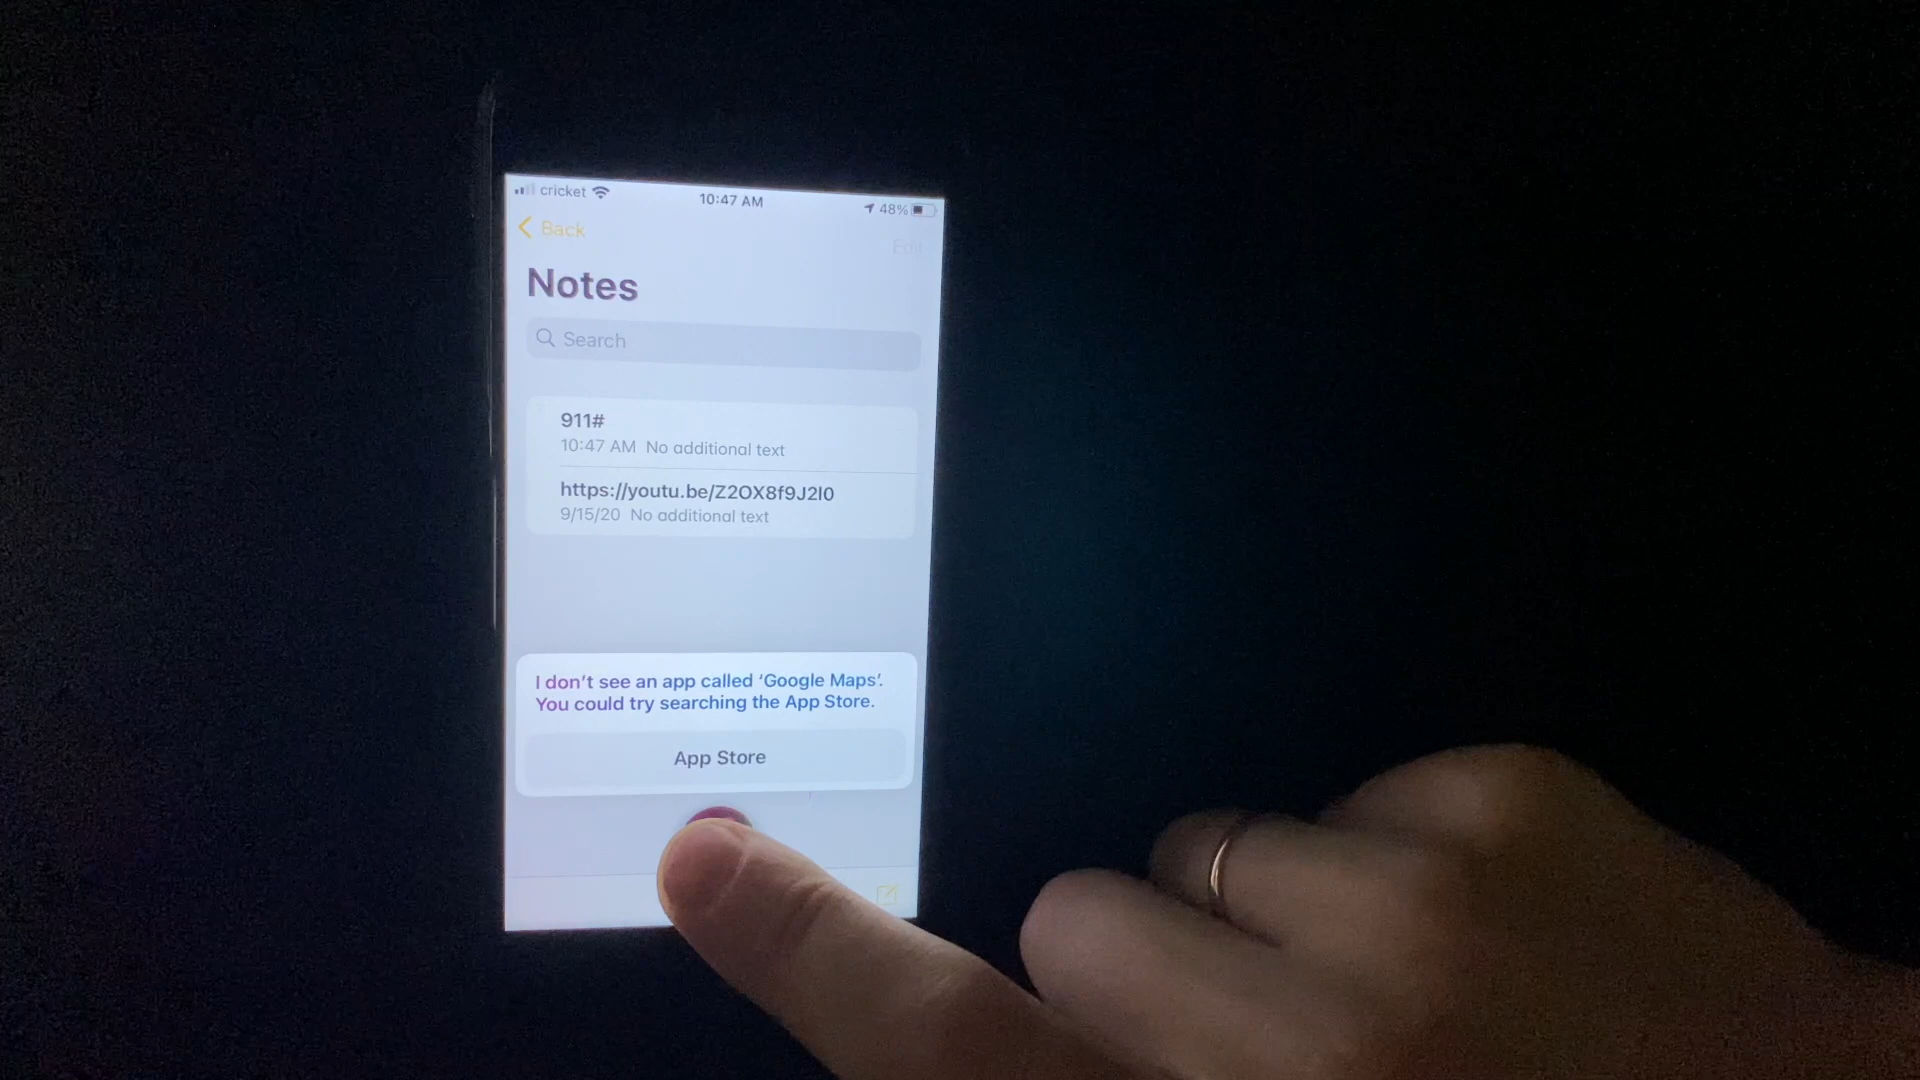 cricket
10:47 AM
48%
Back
Edit
Notes
Search
911#
10:47 AM No additional text
https://youtu.be/Z2OX8f9J2I0
9/15/20 No additional text
I don't see an app called ‘Google Maps’.
You could try searching the App Store.
App Store